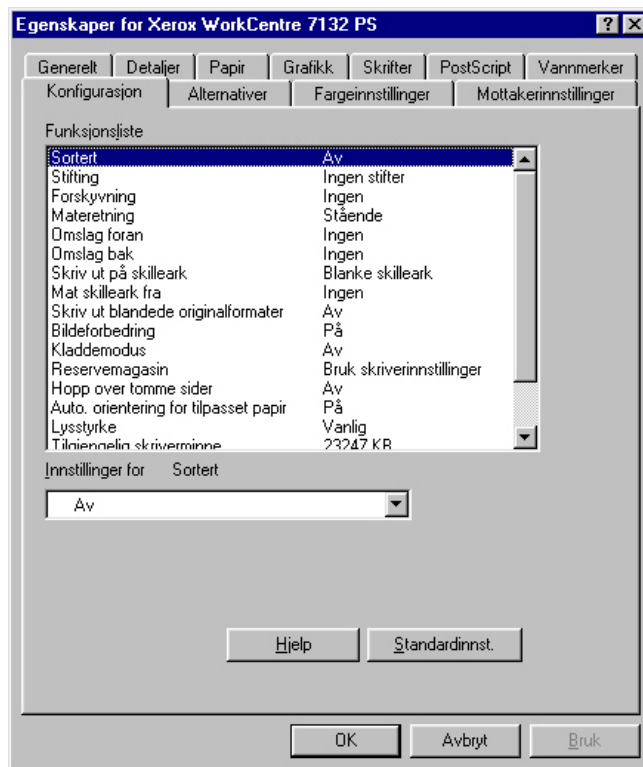 Egenskaper for Xerox WorkCentre 7132 PS
Generelt Detaljer Papir Grafikk Skrifter PostScript Vannmerker
Konfigurasjon Alternativer Fargeinnstillinger Mottakerinnstillinger
Funksjonsliste
Sortert Av
Stifting Ingen stifter
Forskyvning Ingen
Materetning Stående
Omslag foran Ingen
Omslag bak Ingen
Skriv ut på skilleark Blanke skilleark
Mat skilleark fra Ingen
Skriv ut blandede originalformater Av
Bildeforbedring På
Kladdemodus Av
Reservemagasin Bruk skriverinnstillinger
Hopp over tomme sider Av
Auto. orientering for tilpasset papir På
Lysstyrke Vanlig
Tilgjengelig skriverminne 23247 KB
Innstillinger for Sortert
Av
Hjelp Standardinnst.
OK Avbryt Bruk